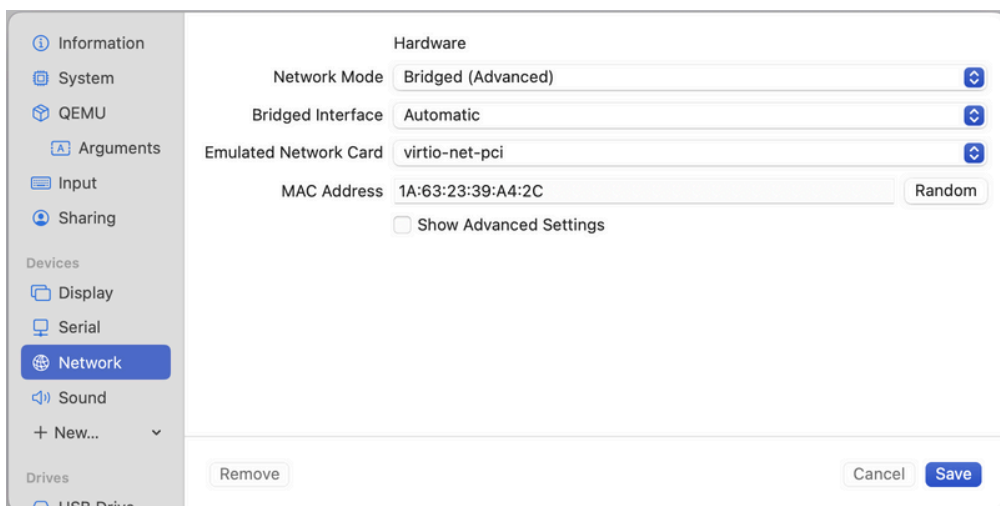 Information
System
QEMU
Arguments
Input
Sharing
Devices
Display
Serial
Network
Sound
New...
Drives
USB Drive
Hardware
Network Mode Bridged (Advanced)
Bridged Interface Automatic
Emulated Network Card virtio-net-pci
MAC Address 1A:63:23:39:A4:2C Random
Show Advanced Settings
Remove Cancel Save